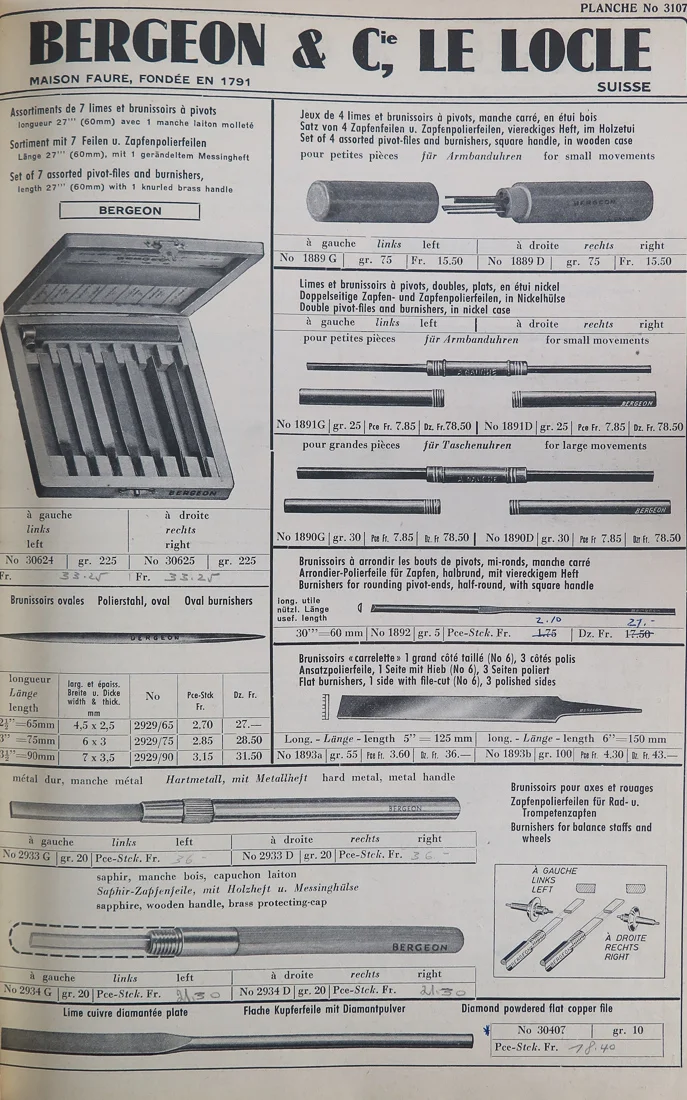 PLANCHE No 3107
BERGEON & Cie, LE LOCLE
MAISON FAURE, FONDÉE EN 1791
SUISSE
Assortiments de 7 limes et brunissoirs à pivots
longueur 27''' (60mm) avec 1 manche laiton molleté
Sortiment mit 7 Feilen u. Zapfenpolierfeilen
Länge 27''' (60mm), mit 1 gerändeltem Messingheft
Set of 7 assorted pivot-files and burnishers,
length 27''' (60mm) with 1 knurled brass handle
BERGEON
BERGEON
à gauche à droite
links rechts
left right
No 30624 gr. 225 No 30625 gr. 225
Fr. 33.25 Fr. 33.25
Brunissoirs ovales Polierstahl, oval Oval burnishers
BERGEON
longueur larg. et épaiss. No Pce-Stck Dz. Fr.
Länge Breite u. Dicke Fr.
length width & thick.
mm
2½''=65mm 4,5 x 2,5 2929/65 2,70 27.—
3''=75mm 6 x 3 2929/75 2.85 28.50
3½''=90mm 7 x 3,5 2929/90 3.15 31.50
Jeux de 4 limes et brunissoirs à pivots, manche carré, en étui bois
Satz von 4 Zapfenfeilen u. Zapfenpolierfeilen, viereckiges Heft, im Holzetui
Set of 4 assorted pivot-files and burnishers, square handle, in wooden case
pour petites pièces für Armbanduhren for small movements
BERGEON
à gauche links left à droite rechts right
No 1889 G gr. 75 Fr. 15.50 No 1889 D gr. 75 Fr. 15.50
Limes et brunissoirs à pivots, doubles, plats, en étui nickel
Doppelseitige Zapfen- und Zapfenpolierfeilen, in Nickelhülse
Double pivot-files and burnishers, in nickel case
à gauche links left à droite rechts right
pour petites pièces für Armbanduhren for small movements
A GAUCHE
BERGEON
No 1891G gr. 25 Pce Fr. 7.85 Dz. Fr. 78.50 No 1891D gr. 25 Pce Fr. 7.85 Dz. Fr. 78.50
pour grandes pièces für Taschenuhren for large movements
A GAUCHE
BERGEON
No 1890G gr. 30 Pce Fr. 7.85 Dz. Fr 78.50 No 1890D gr. 30 Pce Fr 7.85 Dzr Fr. 78.50
Brunissoirs à arrondir les bouts de pivots, mi-ronds, manche carré
Arrondier-Polierfeile für Zapfen, halbrund, mit viereckigem Heft
Burnishers for rounding pivot-ends, half-round, with square handle
long. utile
nützl. Länge
usef. length
2.10 21.-
30'''=60 mm No 1892 gr. 5 Pce-Stck. Fr. 1.75 Dz. Fr. 17.50
Brunissoirs «carrelette» 1 grand côté taillé (No 6), 3 côtés polis
Ansatzpolierfeile, 1 Seite mit Hieb (No 6), 3 Seiten poliert
Flat burnishers, 1 side with file-cut (No 6), 3 polished sides
BERGEON
Long. - Länge - length 5''=125 mm long. - Länge - length 6''=150 mm
No 1893a gr. 55 Pce Fr. 3.60 Dz. Fr. 36.— No 1893b gr. 100 Pce Fr. 4.30 Dz. Fr. 43.—
métal dur, manche métal Hartmetall, mit Metallheft hard metal, metal handle
BERGEON
à gauche links left à droite rechts right
No 2933 G gr. 20 Pce-Stck. Fr. 36.- No 2933 D gr. 20 Pce-Stck. Fr. 36.-
saphir, manche bois, capuchon laiton
Saphir-Zapfenfeile, mit Holzheft u. Messinghülse
sapphire, wooden handle, brass protecting-cap
BERGEON
à gauche links left à droite rechts right
No 2934 G gr. 20 Pce-Stck. Fr. 21.30 No 2934 D gr. 20 Pce-Stck. Fr. 21.30
Brunissoirs pour axes et rouages
Zapfenpolierfeilen für Rad- u.
Trompetenzapten
Burnishers for balance staffs and
wheels
À GAUCHE
LINKS
LEFT
BERGEON
BERGEON
À DROITE
RECHTS
RIGHT
Lime cuivre diamantée plate Flache Kupferfeile mit Diamantpulver Diamond powdered flat copper file
No 30407 gr. 10
Pce-Stck. Fr. 18.40